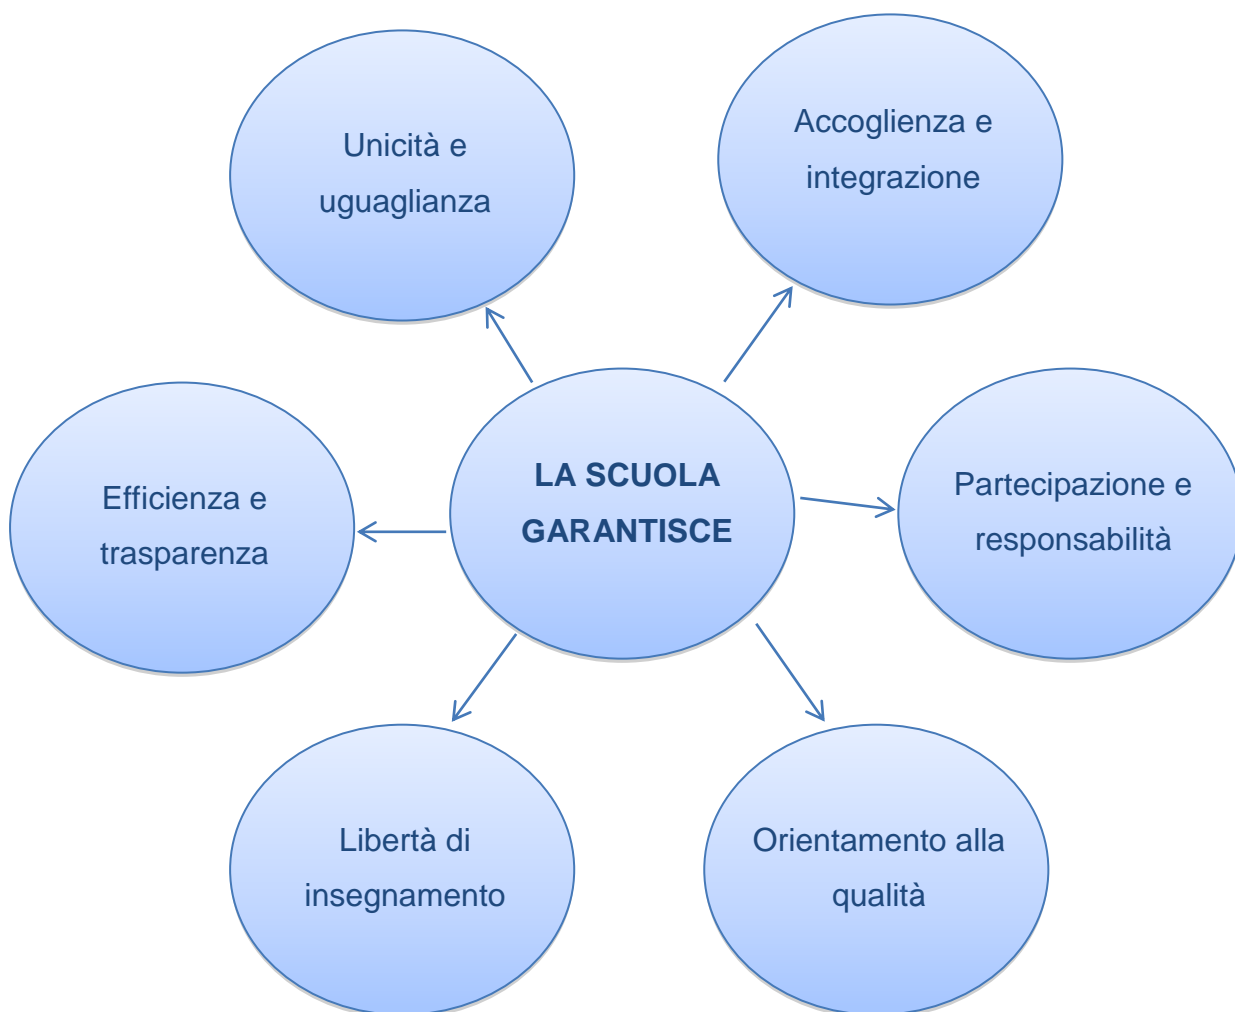 Unicità e
uguaglianza
Accoglienza e
integrazione
Efficienza e
trasparenza
LA SCUOLA
GARANTISCE
Partecipazione e
responsabilità
Libertà di
insegnamento
Orientamento alla
qualità